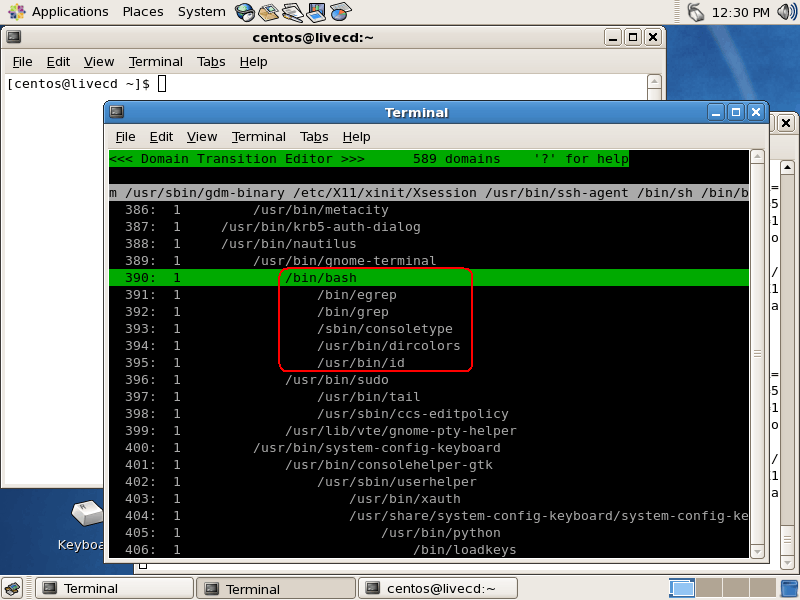 Applications Places System 12:30 PM
centos@livecd:~
File Edit View Terminal Tabs Help
[centos@livecd ~]$
Terminal
File Edit View Terminal Tabs Help
<<< Domain Transition Editor >>> 589 domains '?' for help
m /usr/sbin/gdm-binary /etc/X11/xinit/Xsession /usr/bin/ssh-agent /bin/sh /bin/b
386: 1 /usr/bin/metacity
387: 1 /usr/bin/krb5-auth-dialog
388: 1 /usr/bin/nautilus
389: 1 /usr/bin/gnome-terminal
390: 1 /bin/bash
391: 1 /bin/egrep
392: 1 /bin/grep
393: 1 /sbin/consoletype
394: 1 /usr/bin/dircolors
395: 1 /usr/bin/id
396: 1 /usr/bin/sudo
397: 1 /usr/bin/tail
398: 1 /usr/sbin/ccs-editpolicy
399: 1 /usr/lib/vte/gnome-pty-helper
400: 1 /usr/bin/system-config-keyboard
401: 1 /usr/bin/consolehelper-gtk
402: 1 /usr/sbin/userhelper
403: 1 /usr/bin/xauth
404: 1 /usr/share/system-config-keyboard/system-config-ke
405: 1 /usr/bin/python
406: 1 /bin/loadkeys
=
5
1
o
/
1
a
=
5
1
o
/
1
a
Keyboa
Terminal
Terminal
centos@livecd:~